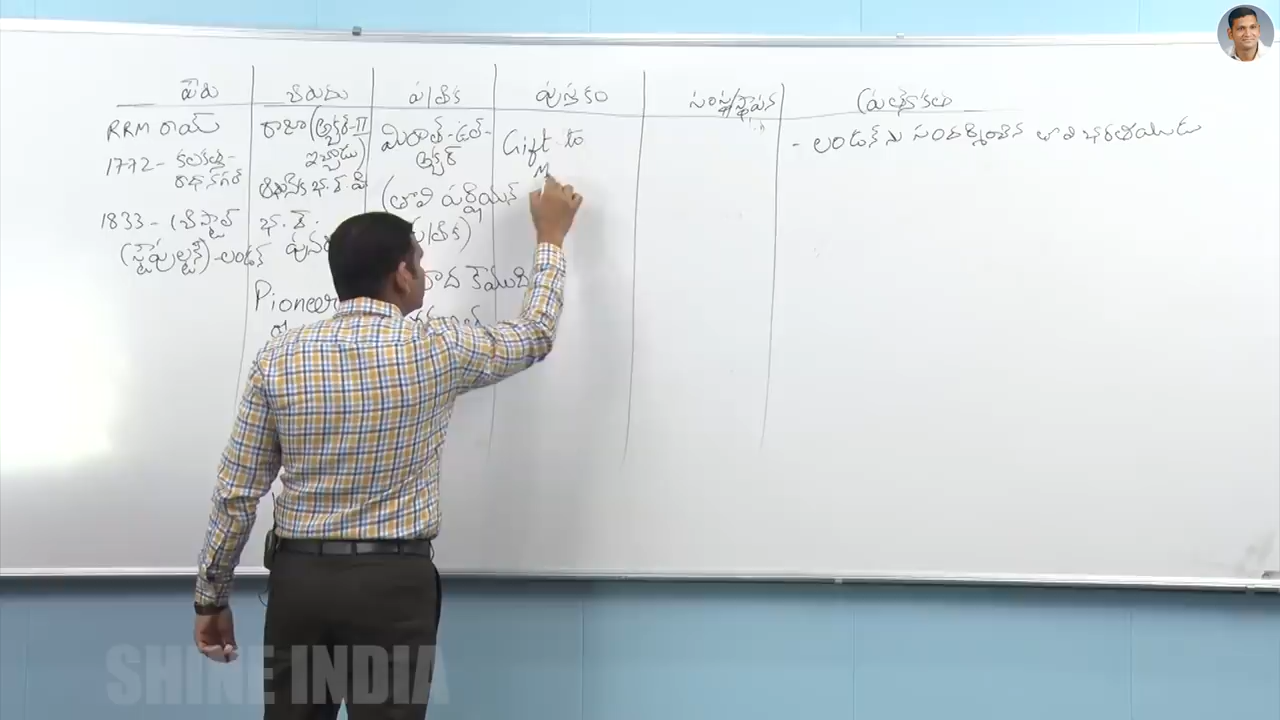 పేరు
బిరుదు
పత్రిక
పుస్తకం
సంస్థ/స్థాపన
ప్రత్యేకతలు
RRM రాయ్
1772 - కలకత్తా -
రాధానగర్
1833 - బ్రిస్టల్
(స్టేపుల్టన్) - లండన్
రాజా (అక్బర్-II
ఇచ్చాడు)
ఆధునిక భా.శ. పి
భా. శ.
పున
Pioneer
మిరాత్-ఉల్-
అక్బర్
(తొలి పర్షియన్
పత్రిక)
వాద కౌముది
Gift to
M
- లండన్ ను సందర్శించిన తొలి భారతీయుడు
SHINE INDIA